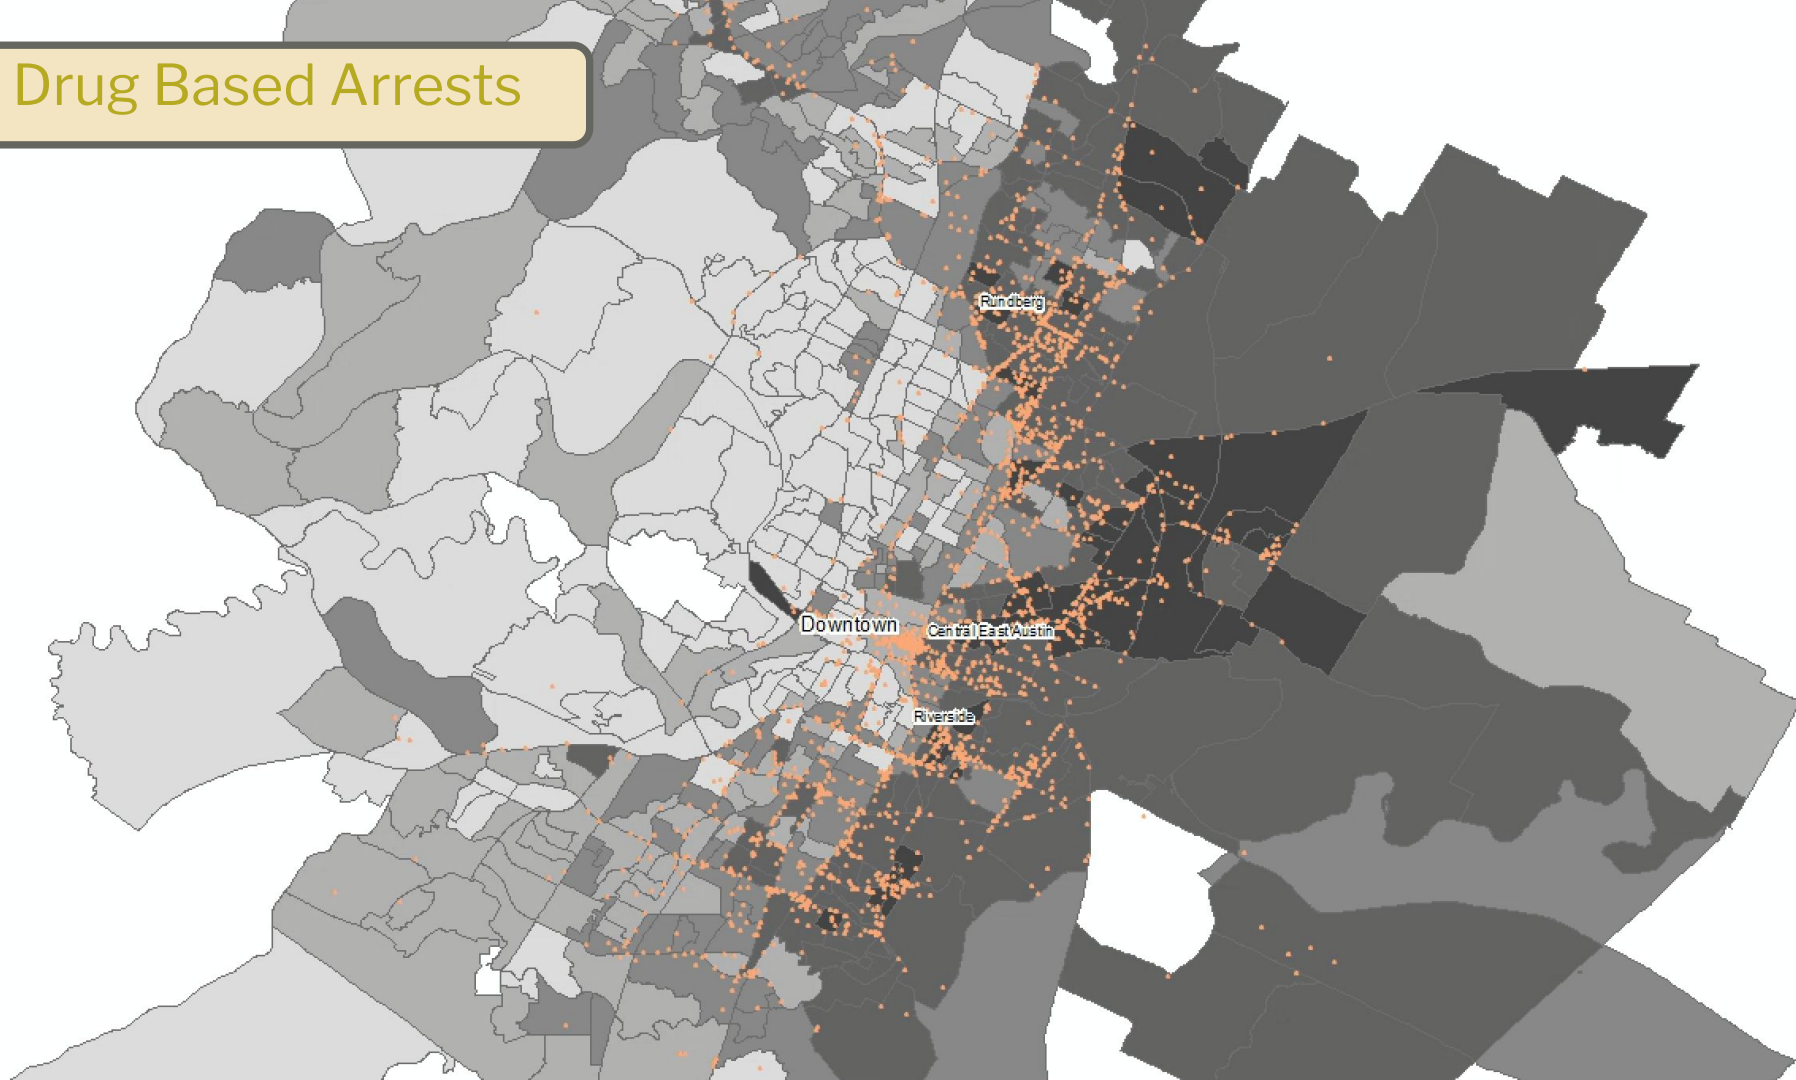 Drug Based Arrests
Rundberg
Downtown
Central East Austin
Riverside